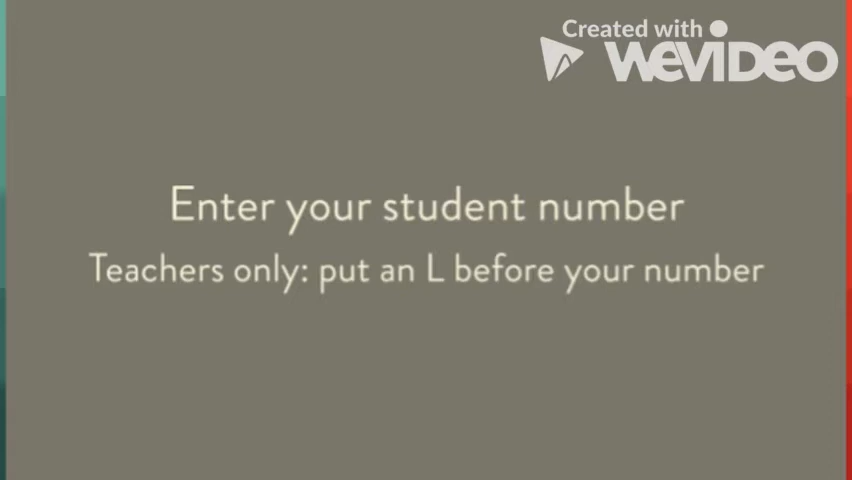 Created with
WEVIDEO
Enter your student number
Teachers only: put an L before your number